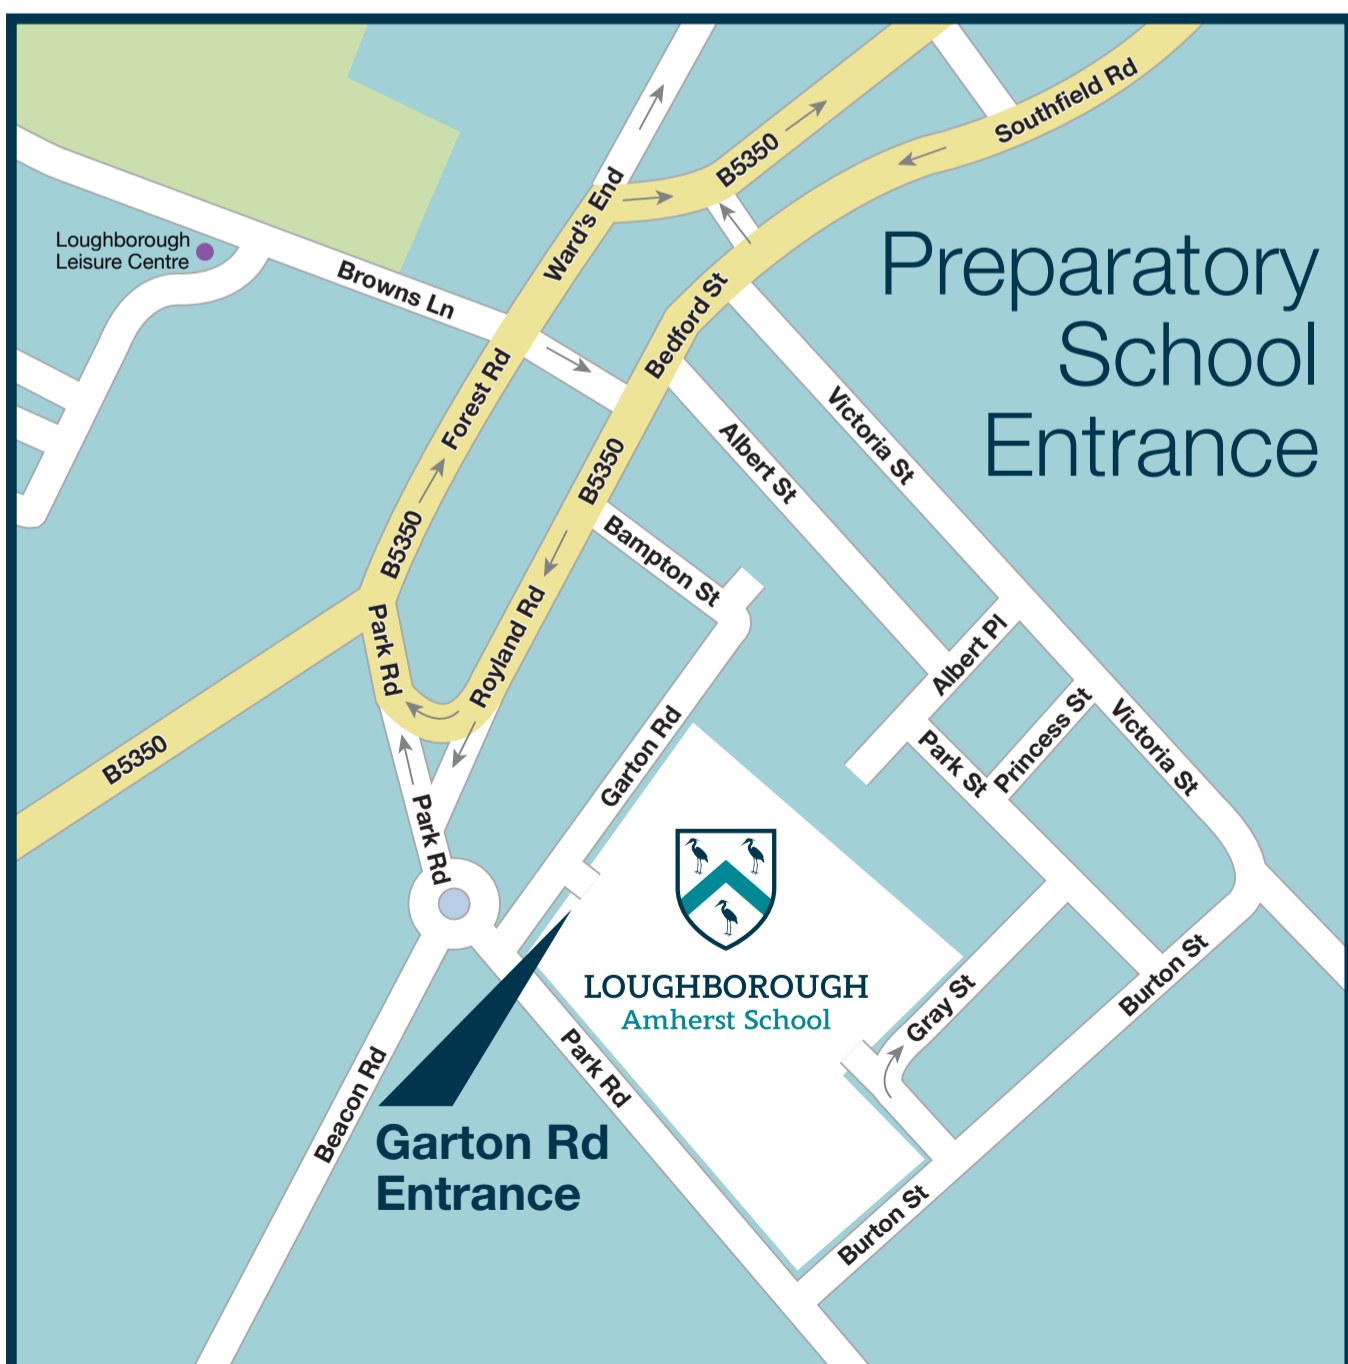 Southfield Rd
B5350
Ward's End
Loughborough
Leisure Centre
Browns Ln
Preparatory
School
Entrance
Bedford St
Forest Rd
Victoria St
Albert St
B5350
B5350
Bampton St
Royland Rd
Park Rd
Albert Pl
Princess St
Victoria St
Park St
Garton Rd
B5350
Park Rd
LOUGHBOROUGH
Amherst School
Burton St
Gray St
Park Rd
Beacon Rd
Garton Rd
Entrance
Burton St